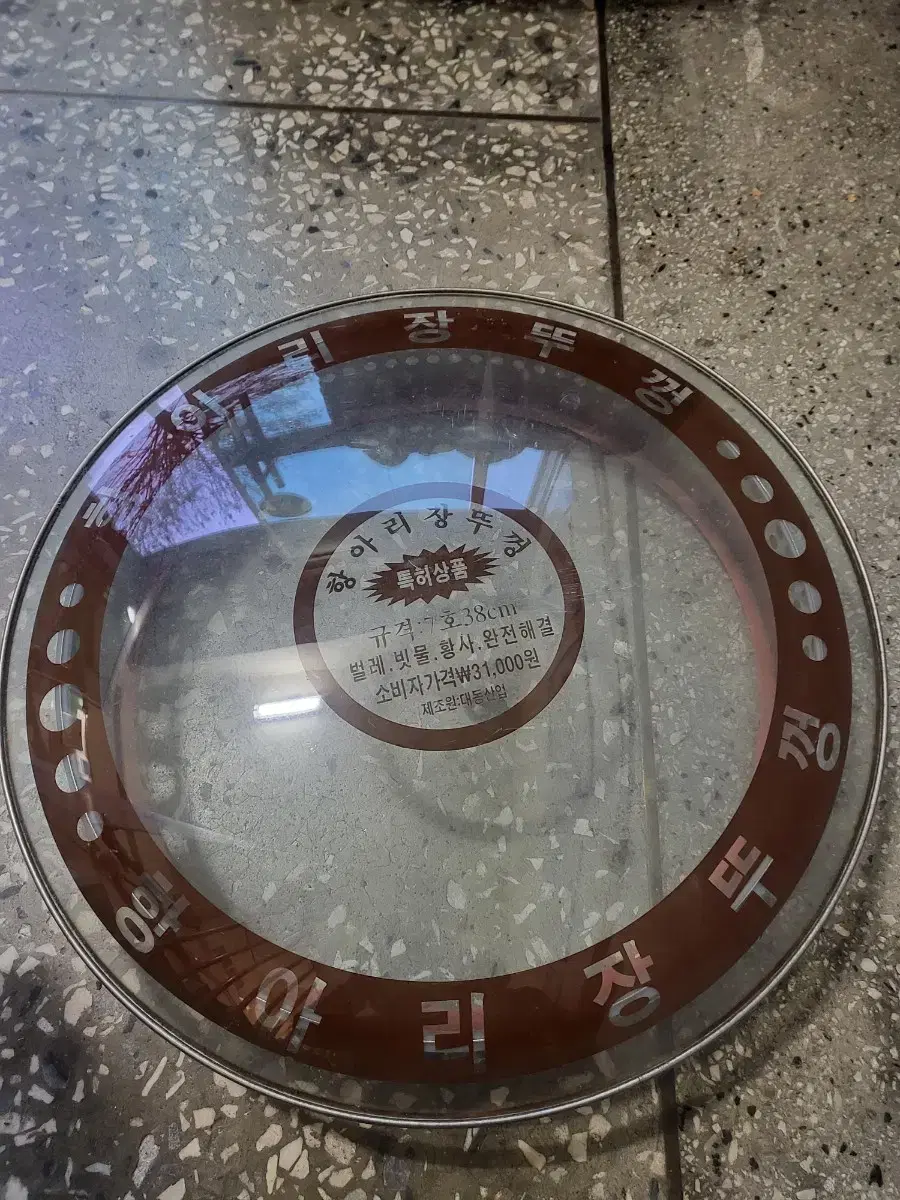 항아리장뚜껑
항아리장뚜껑
특허상품
규격:7호38cm
벌레.빗물.황사.완전해결
소비자가격₩31,000원
제조원:대동산업
항아리장뚜껑